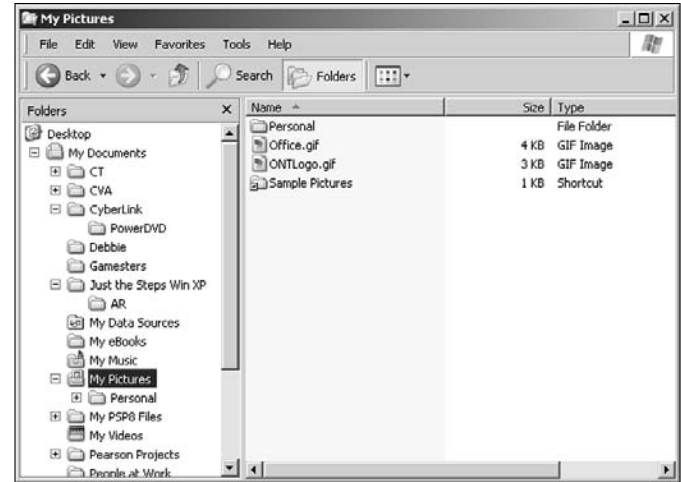 My Pictures
File Edit View Favorites Tools Help
Back Search Folders
Folders
Desktop
My Documents
CT
CVA
CyberLink
PowerDVD
Debbie
Gamesters
Just the Steps Win XP
AR
My Data Sources
My eBooks
My Music
My Pictures
Personal
My PSP8 Files
My Videos
Pearson Projects
People at Work
Name Size Type
Personal File Folder
Office.gif 4 KB GIF Image
ONTLogo.gif 3 KB GIF Image
Sample Pictures 1 KB Shortcut